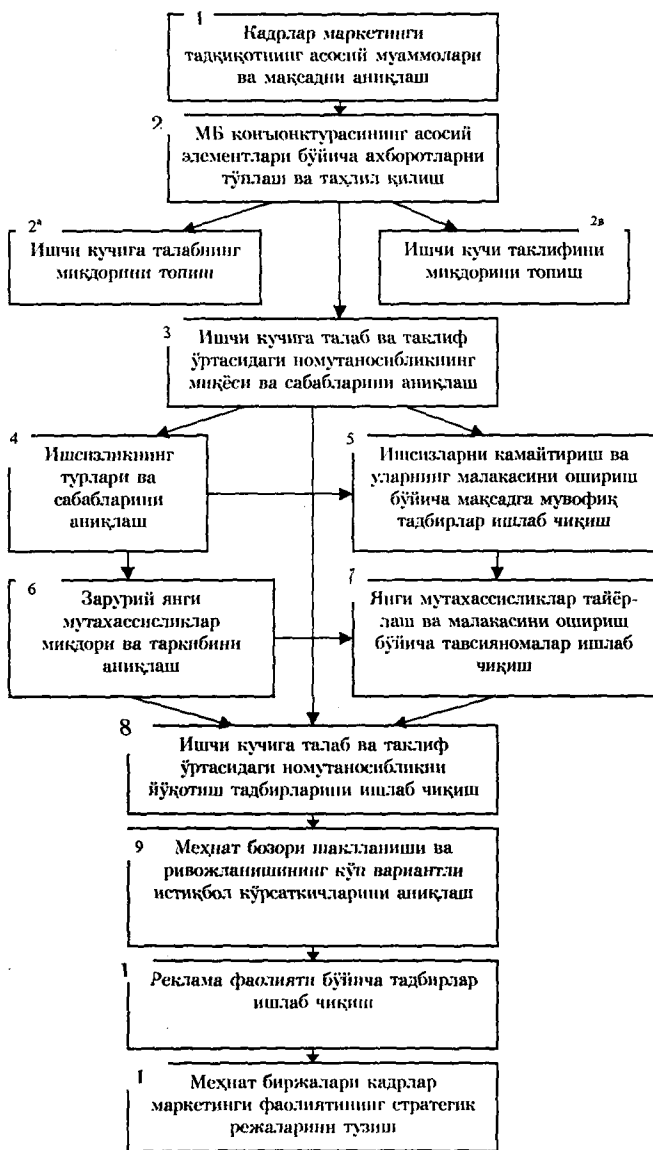 1
Кадрлар маркетинги
тадқиқотнинг асосий муаммолари
ва мақсадни аниқлаш
2
МБ конъюнктурасининг асосий
элементлари бўйича ахборотларни
тўплаш ва таҳлил қилиш
2ª
Ишчи кучига талабнинг
миқдорини топиш
2в
Ишчи кучи таклифини
миқдорини топиш
3
Ишчи кучига талаб ва таклиф
ўртасидаги номутаносибликнинг
миқёси ва сабабларини аниқлаш
4
Ишсизликнинг
турлари ва
сабабларини
аниқлаш
5
Ишсизларни камайтириш ва
уларнинг малакасини ошириш
бўйича мақсадга мувофиқ
тадбирлар ишлаб чиқиш
6
Зарурий янги
мутахассисликлар
миқдори ва таркибини
аниқлаш
7
Янги мутахассисликлар тайёр-
лаш ва малакасини ошириш
бўйича тавсияномалар ишлаб
чиқиш
8
Ишчи кучига талаб ва таклиф
ўртасидаги номутаносибликни
йўқотиш тадбирларини ишлаб чиқиш
9
Меҳнат бозори шаклланиши ва
ривожланишининг кўп вариантли
истиқбол кўрсаткичларини аниқлаш
1
Реклама фаолияти бўйича тадбирлар
ишлаб чиқиш
1
Меҳнат биржалари кадрлар
маркетинги фаолиятининг стратегик
режаларини тузиш